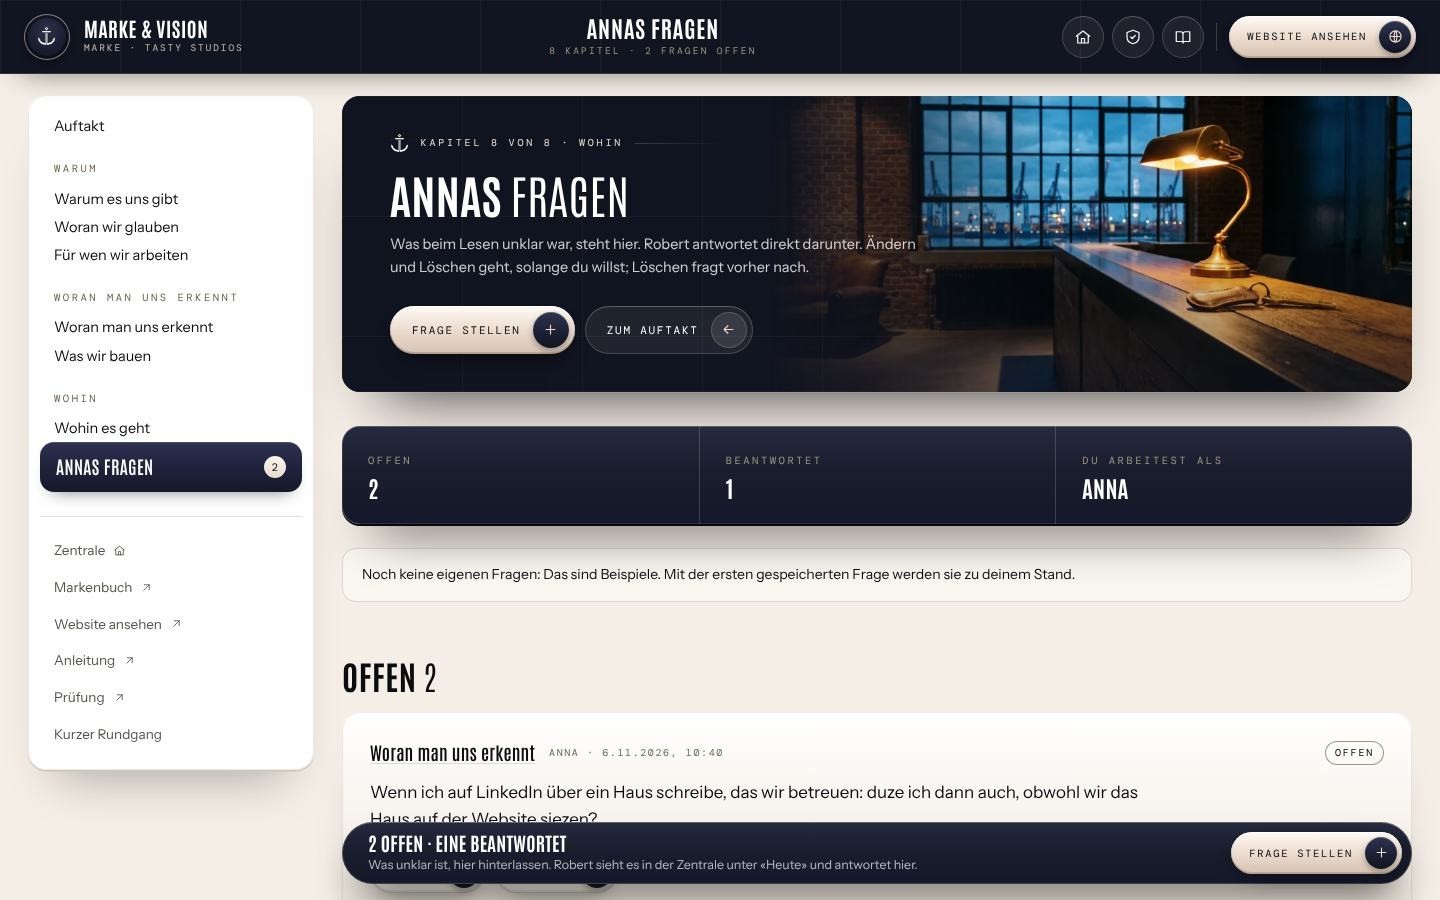 MARKE & VISION
MARKE · TASTY STUDIOS
ANNAS FRAGEN
8 KAPITEL · 2 FRAGEN OFFEN
WEBSITE ANSEHEN
Auftakt
WARUM
Warum es uns gibt
Woran wir glauben
Für wen wir arbeiten
WORAN MAN UNS ERKENNT
Woran man uns erkennt
Was wir bauen
WOHIN
Wohin es geht
ANNAS FRAGEN 2
Zentrale
Markenbuch
Website ansehen
Anleitung
Prüfung
Kurzer Rundgang
KAPITEL 8 VON 8 · WOHIN
ANNAS FRAGEN
Was beim Lesen unklar war, steht hier. Robert antwortet direkt darunter. Ändern
und Löschen geht, solange du willst; Löschen fragt vorher nach.
FRAGE STELLEN
ZUM AUFTAKT
OFFEN
2
BEANTWORTET
1
DU ARBEITEST ALS
ANNA
Noch keine eigenen Fragen: Das sind Beispiele. Mit der ersten gespeicherten Frage werden sie zu deinem Stand.
OFFEN 2
Woran man uns erkennt ANNA · 6.11.2026, 10:40 OFFEN
Wenn ich auf LinkedIn über ein Haus schreibe, das wir betreuen: duze ich dann auch, obwohl wir das
Haus auf der Website siezen?
2 OFFEN · EINE BEANTWORTET
Was unklar ist, hier hinterlassen. Robert sieht es in der Zentrale unter «Heute» und antwortet hier.
FRAGE STELLEN